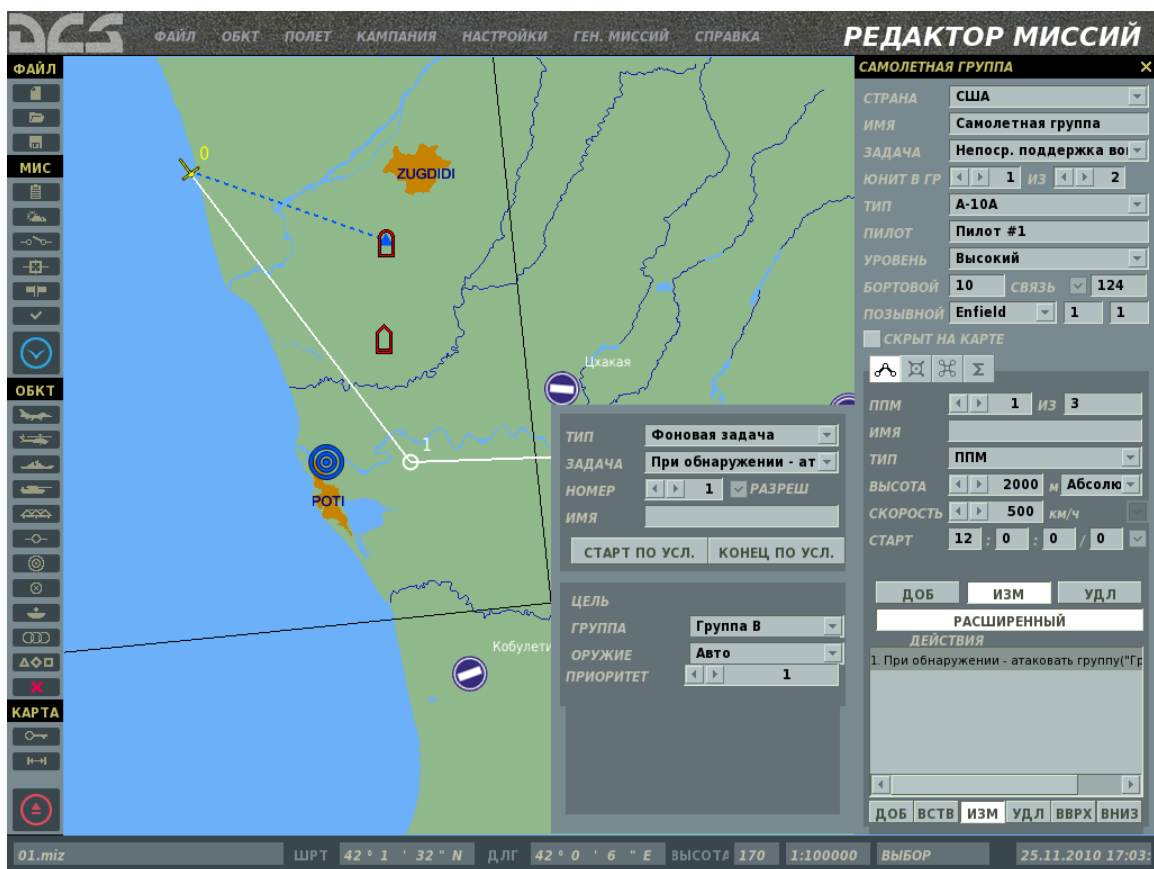 DCS
ФАЙЛ ОБКТ ПОЛЕТ КАМПАНИЯ НАСТРОЙКИ ГЕН. МИССИЙ СПРАВКА
РЕДАКТОР МИССИЙ
ФАЙЛ
МИС
ОБКТ
КАРТА
0
ZUGDIDI
Цхакая
1
POTI
Кобулети
ТИП Фоновая задача
ЗАДАЧА При обнаружении - ат
НОМЕР 1 РАЗРЕШ
ИМЯ
СТАРТ ПО УСЛ. КОНЕЦ ПО УСЛ.
ЦЕЛЬ
ГРУППА Группа В
ОРУЖИЕ Авто
ПРИОРИТЕТ 1
САМОЛЕТНАЯ ГРУППА
СТРАНА США
ИМЯ Самолетная группа
ЗАДАЧА Непоср. поддержка
ЮНИТ В ГР 1 ИЗ 2
ТИП A-10A
ПИЛОТ Пилот #1
УРОВЕНЬ Высокий
БОРТОВОЙ 10 СВЯЗЬ 124
ПОЗЫВНОЙ Enfield 1 1
СКРЫТ НА КАРТЕ
Σ
ППМ 1 ИЗ 3
ИМЯ
ТИП ППМ
ВЫСОТА 2000 м Абсолю
СКОРОСТЬ 500 км/ч
СТАРТ 12 : 0 : 0 / 0
ДОБ ИЗМ УДЛ
РАСШИРЕННЫЙ
ДЕЙСТВИЯ
1. При обнаружении - атаковать группу("Гр
ДОБ ВСТВ ИЗМ УДЛ ВВРХ ВНИЗ
01.miz ШРТ 42 ° 1 ' 32 " N ДЛГ 42 ° 0 ' 6 " E ВЫСОТА 170 1:100000 ВЫБОР 25.11.2010 17:03: